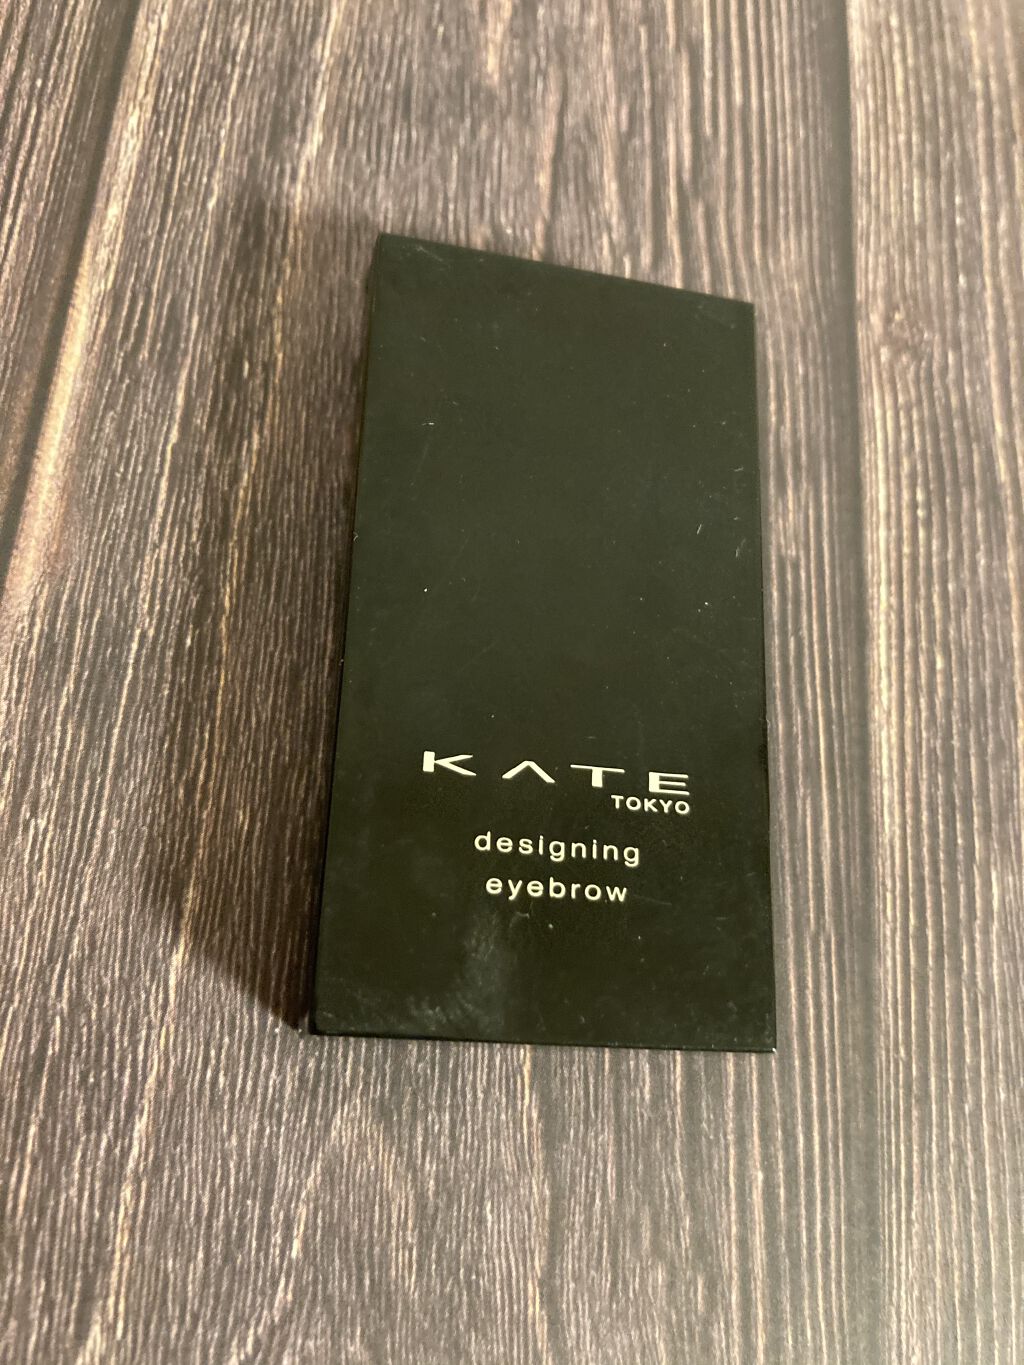 KATE
TOKYO
designing
eyebrow